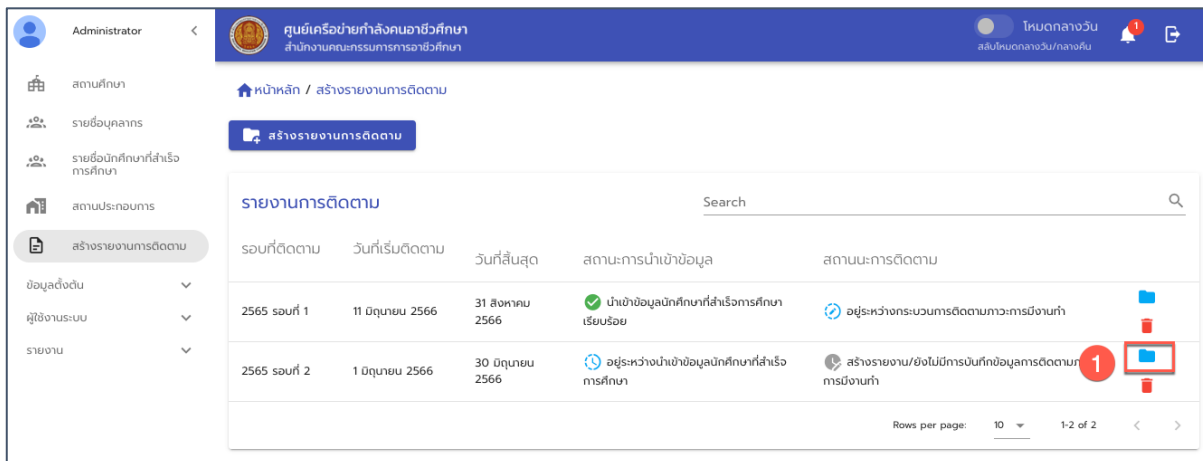 Administrator
ศูนย์เครือข่ายกำลังคนอาชีวศึกษา
สำนักงานคณะกรรมการการอาชีวศึกษา
โหมดกลางวัน
สลับโหมดกลางวัน/กลางคืน
1
สถานศึกษา
รายชื่อบุคลากร
รายชื่อนักศึกษาที่สำเร็จ
การศึกษา
สถานประกอบการ
สร้างรายงานการติดตาม
ข้อมูลตั้งต้น
ผู้ใช้งานระบบ
รายงาน
หน้าหลัก / สร้างรายงานการติดตาม
สร้างรายงานการติดตาม
รายงานการติดตาม
Search
รอบที่ติดตาม วันที่เริ่มติดตาม วันที่สิ้นสุด สถานะการนำเข้าข้อมูล สถานนะการติดตาม
2565 รอบที่ 1 11 มิถุนายน 2566 31 สิงหาคม นำเข้าข้อมูลนักศึกษาที่สำเร็จการศึกษา อยู่ระหว่างกระบวนการติดตามภาวะการมีงานทำ
2566 เรียบร้อย
2565 รอบที่ 2 1 มิถุนายน 2566 30 มิถุนายน อยู่ระหว่างนำเข้าข้อมูลนักศึกษาที่สำเร็จ สร้างรายงาน/ยังไม่มีการบันทึกข้อมูลการติดตามภ
2566 การศึกษา การมีงานทำ
1
Rows per page: 10 1-2 of 2